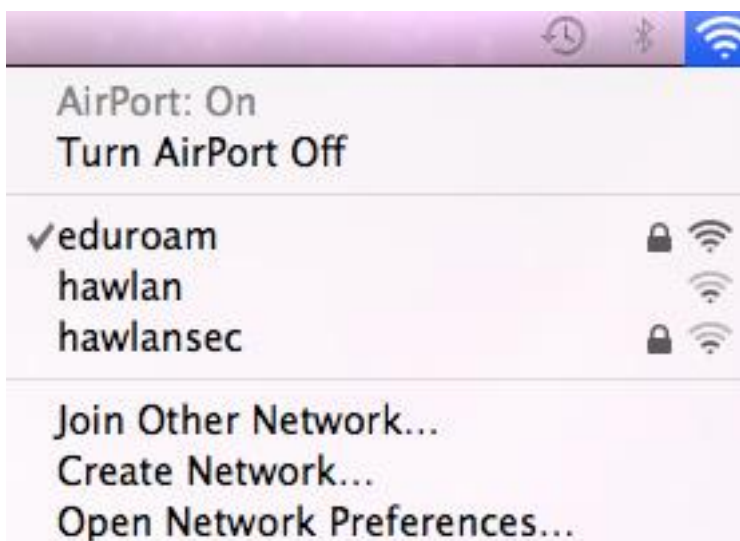 AirPort: On
Turn AirPort Off
eduroam
hawlan
hawlansec
Join Other Network...
Create Network...
Open Network Preferences...